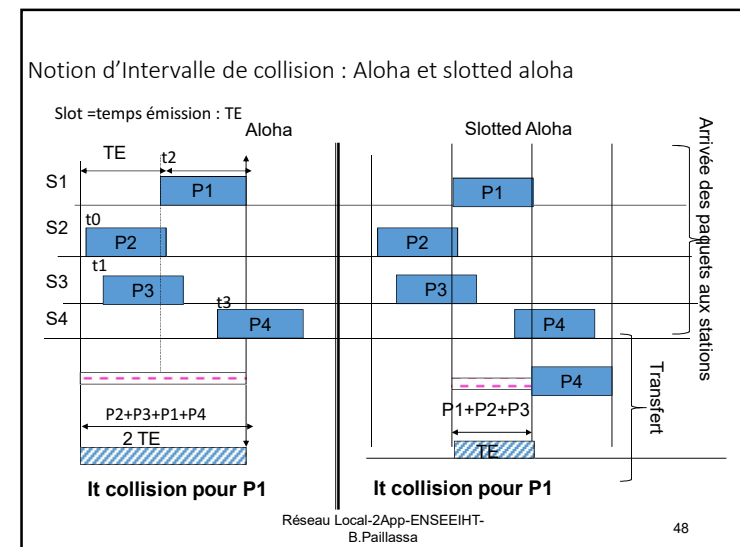 Notion d'Intervalle de collision : Aloha et slotted aloha
Slot =temps émission : TE
Aloha
Slotted Aloha
TE
t2
S1
P1
P1
S2
t0
P2
P2
S3
t1
P3
P3
S4
t3
P4
P4
P4
P2+P3+P1+P4
P1+P2+P3
2 TE
TE
Arrivée des paquets aux stations
Transfert
It collision pour P1
It collision pour P1
Réseau Local-2App-ENSEEIHT-
B.Paillassa
48